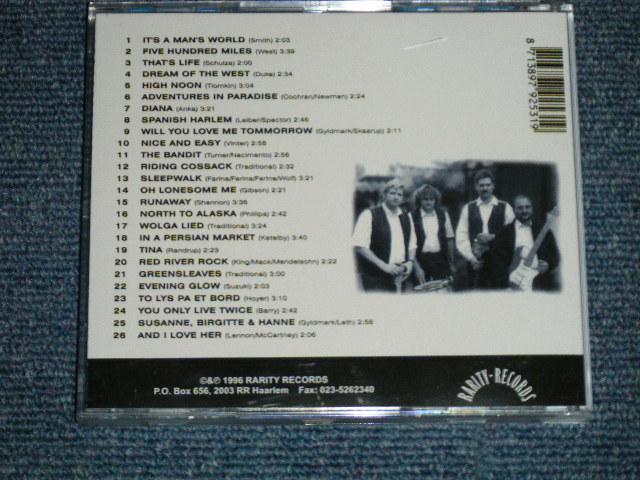 1 IT'S A MAN'S WORLD (Smith) 2:03
2 FIVE HUNDRED MILES (West) 3:39
3 THAT'S LIFE (Schulze) 2:00
4 DREAM OF THE WEST (Duke) 2:34
5 HIGH NOON (Tiomkin) 3:04
6 ADVENTURES IN PARADISE (Cochran/Newman) 2:24
7 DIANA (Anka) 3:21
8 SPANISH HARLEM (Leiber/Spector) 2:46
9 WILL YOU LOVE ME TOMMORROW (Gyldmark/Skaarup) 2:11
10 NICE AND EASY (Vinter) 2:58
11 THE BANDIT (Turner/Nacimento) 2:56
12 RIDING COSSACK (Traditional) 2:32
13 SLEEPWALK (Farina/Farina/Farina/Wolf) 3:21
14 OH LONESOME ME (Gibson) 2:21
15 RUNAWAY (Shannon) 3:36
16 NORTH TO ALASKA (Phillips) 2:42
17 WOLGA LIED (Traditional) 3:24
18 IN A PERSIAN MARKET (Ketelby) 3:40
19 TINA (Randrup) 2:23
20 RED RIVER ROCK (King/Mack/Mendelsohn) 2:22
21 GREENSLEAVES (Traditional) 3:00
22 EVENING GLOW (Suzuki) 2:03
23 TO LYS PA ET BORD (Hoyer) 3:10
24 YOU ONLY LIVE TWICE (Barry) 2:42
25 SUSANNE, BIRGITTE & HANNE (Gyldmark/Leth) 2:58
26 AND I LOVE HER (Lennon/McCartney) 2:06
8 713897 925319
©&℗ 1996 RARITY RECORDS
P.O. Box 656, 2003 RR Haarlem Fax: 023-5262340
RARITY-RECORDS